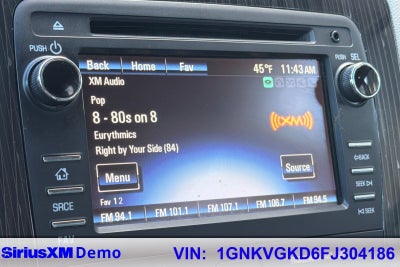 PUSH
PUSH SEL
Back Home Fav 45°F 11:43 AM
XM Audio
Pop
8 - 80s on 8
Eurythmics
Right by Your Side (84)
((XM))
Menu
Source
Fav 1 2
FM 94.1 FM 101.1 FM 107.1 FM 106.7 FM 94.5
BACK
SEEK
SEEK
SRCE
FAV
SiriusXM Demo VIN: 1GNKVGKD6FJ304186